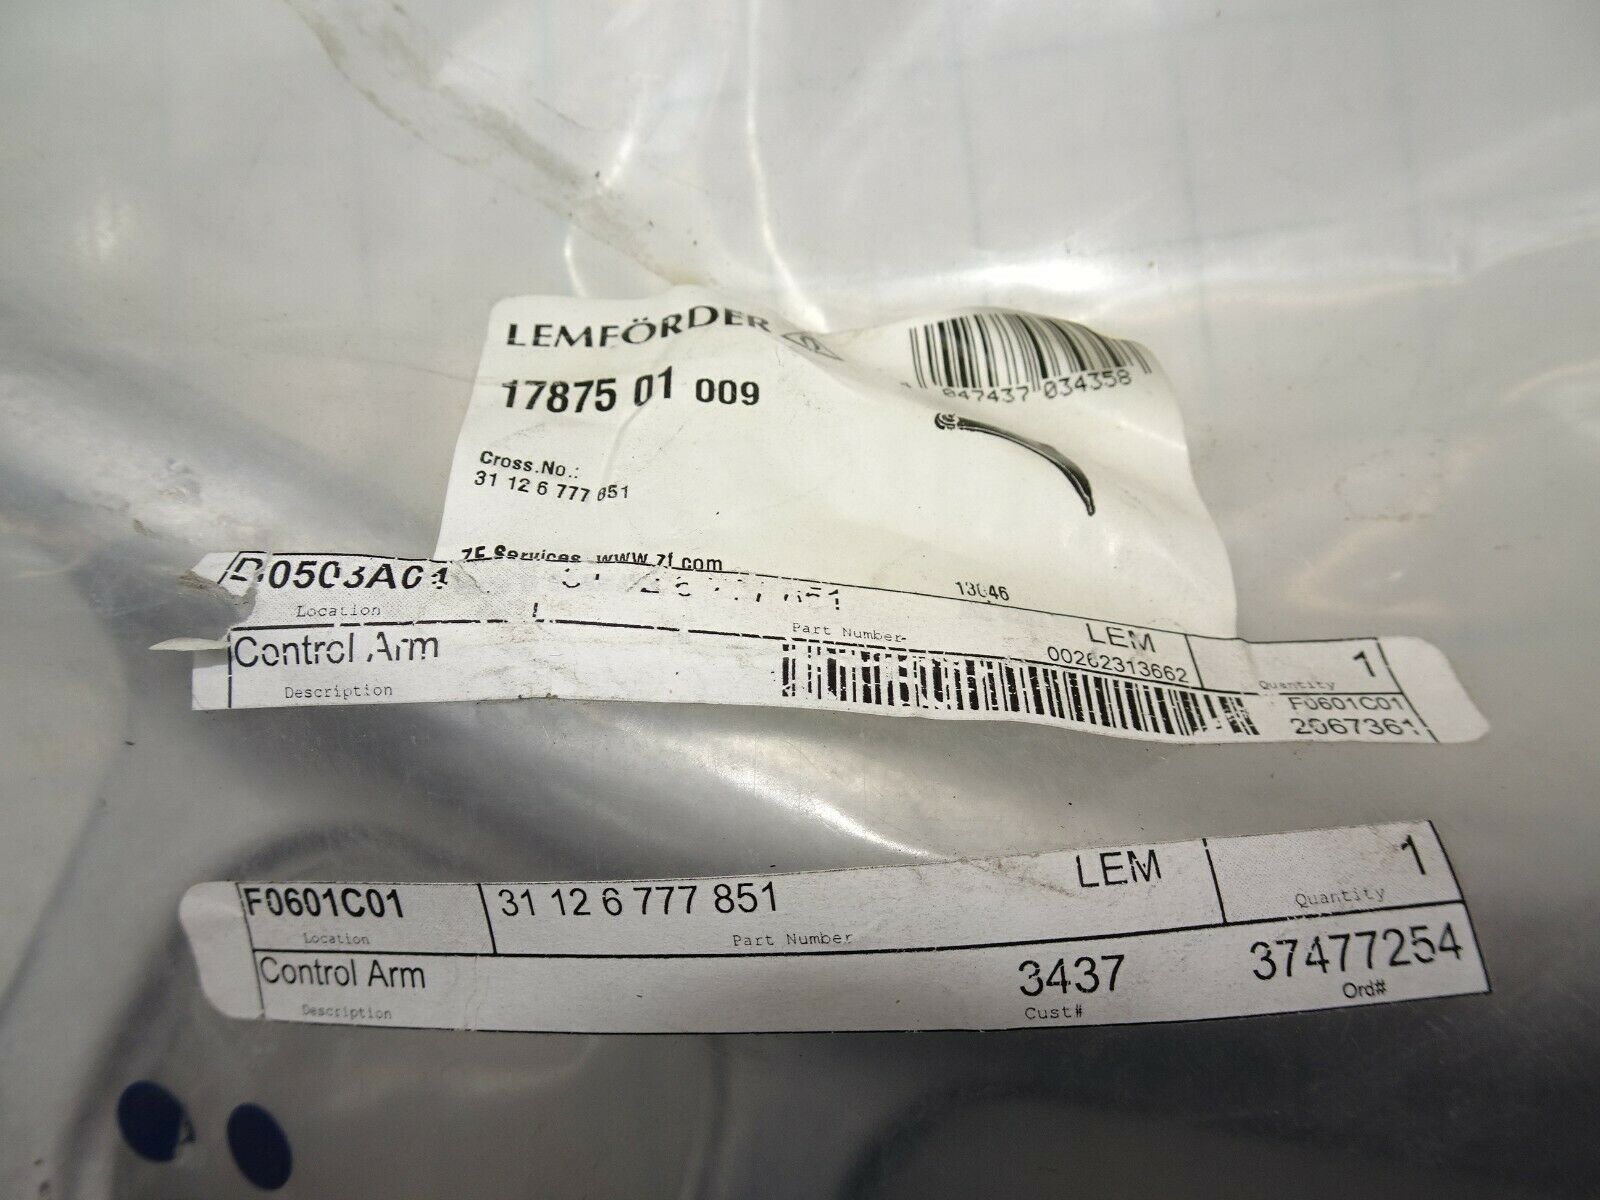 LEMFÖRDER
17875 01 009
847437 034358
Cross.No.:
31 12 6 777 851
ZF Services www.zf.com
13046
Location
Part Number
LEM
1
Quantity
Control Arm
Description
00262313662
F0601C01
2067361
F0601C01
Location
31 12 6 777 851
Part Number
LEM
1
Quantity
Control Arm
Description
3437
Cust#
37477254
Ord#